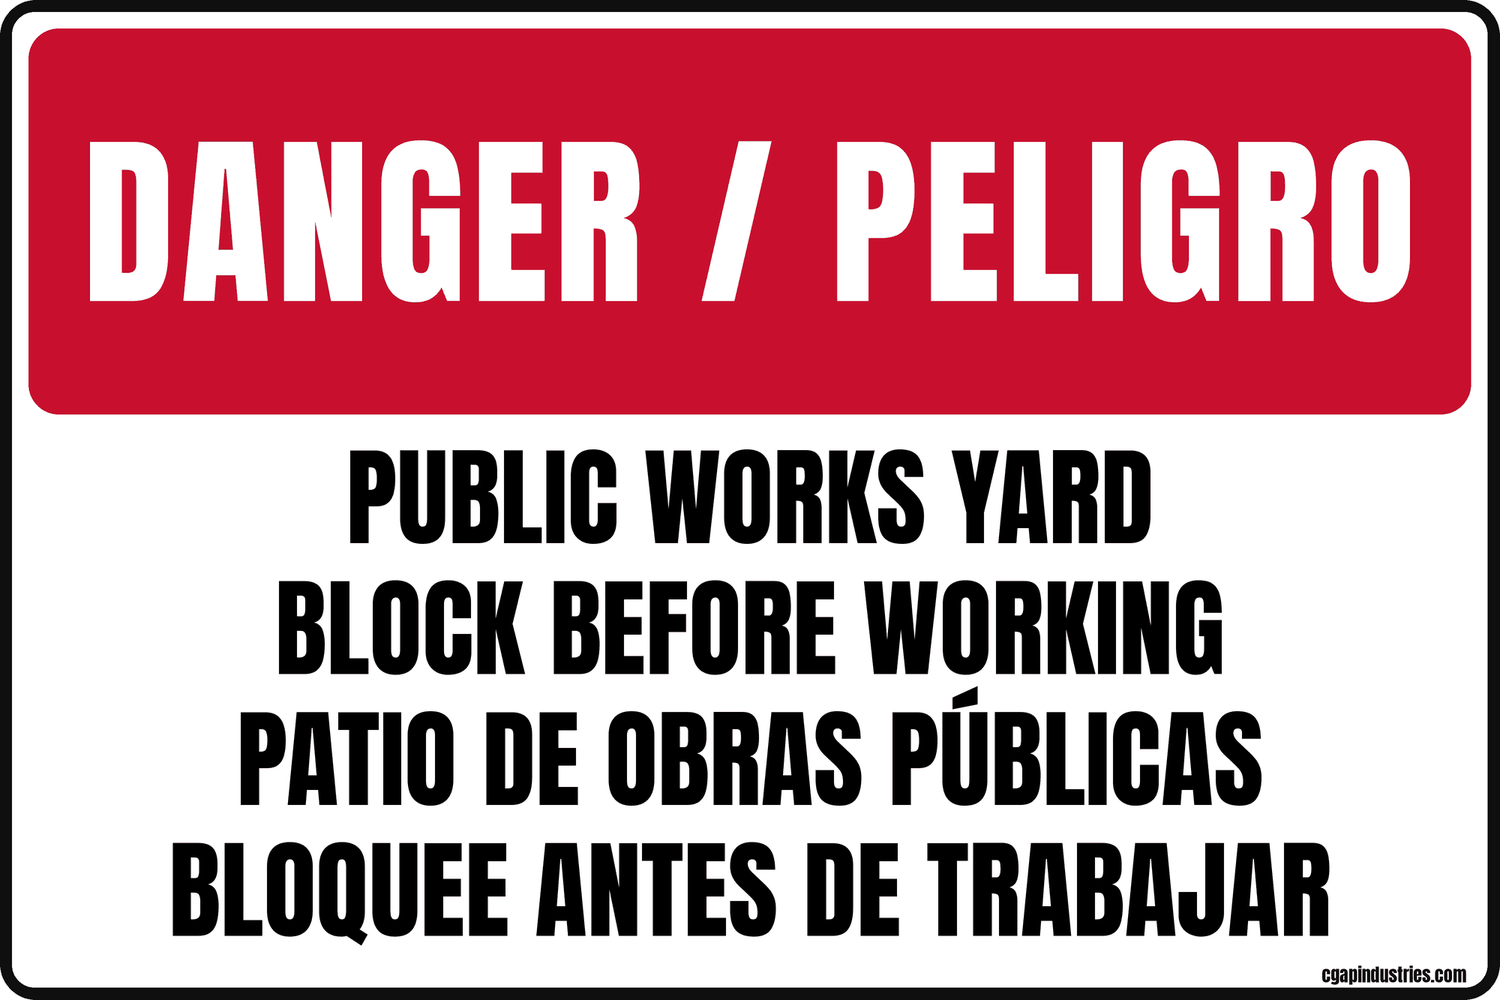 DANGER / PELIGRO
PUBLIC WORKS YARD
BLOCK BEFORE WORKING
PATIO DE OBRAS PÚBLICAS
BLOQUEE ANTES DE TRABAJAR
cgapindustries.com